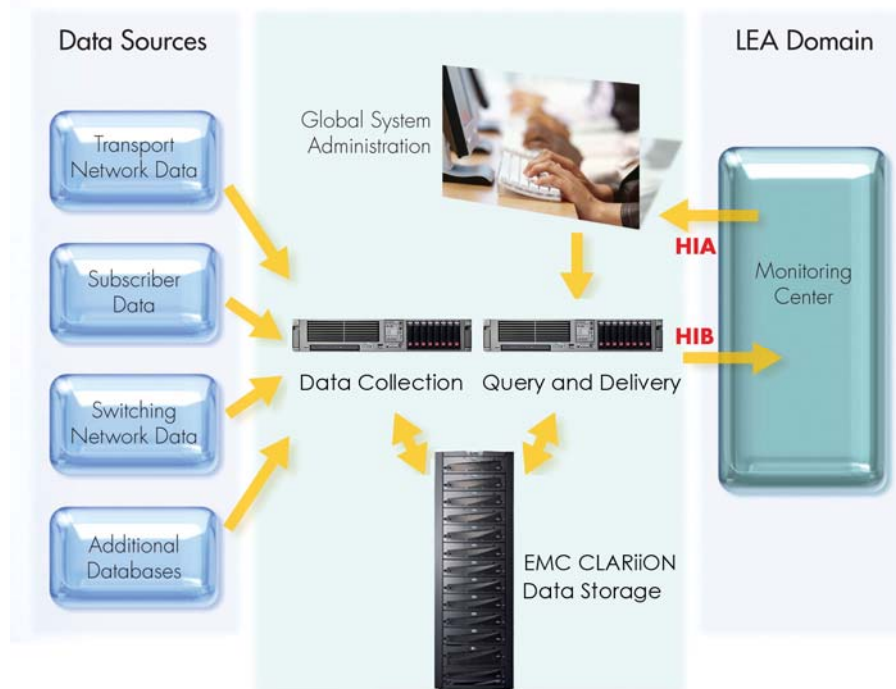 Data Sources
Transport
Network Data
Subscriber
Data
Switching
Network Data
Additional
Databases
Global System
Administration
Data Collection
Query and Delivery
EMC CLARiiON
Data Storage
LEA Domain
HIA
Monitoring
Center
HIB